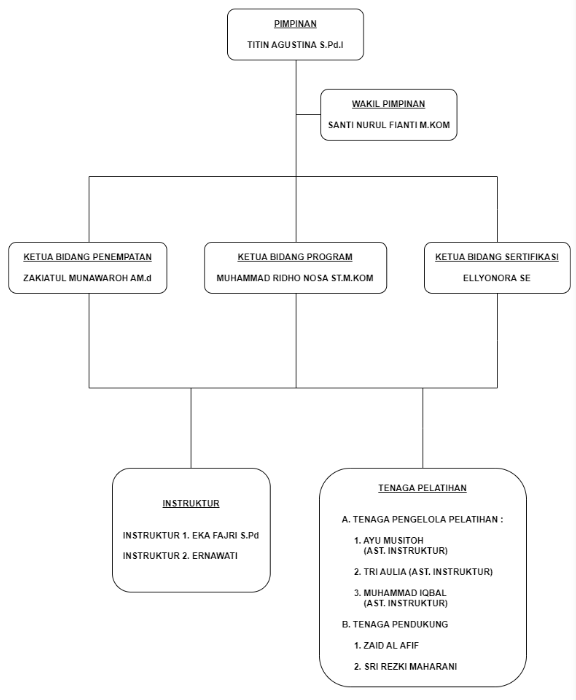 PIMPINAN
TITIN AGUSTINA S.Pd.I
WAKIL PIMPINAN
SANTI NURUL FIANTI M.KOM
KETUA BIDANG PENEMPATAN
ZAKIATUL MUNAWAROH AM.d
KETUA BIDANG PROGRAM
MUHAMMAD RIDHO NOSA ST.M.KOM
KETUA BIDANG SERTIFIKASI
ELLYONORA SE
INSTRUKTUR
INSTRUKTUR 1. EKA FAJRI S.Pd
INSTRUKTUR 2. ERNAWATI
TENAGA PELATIHAN
A. TENAGA PENGELOLA PELATIHAN :
1. AYU MUSITOH
(AST. INSTRUKTUR)
2. TRI AULIA (AST. INSTRUKTUR)
3. MUHAMMAD IQBAL
(AST. INSTRUKTUR)
B. TENAGA PENDUKUNG
1. ZAID AL AFIF
2. SRI REZKI MAHARANI